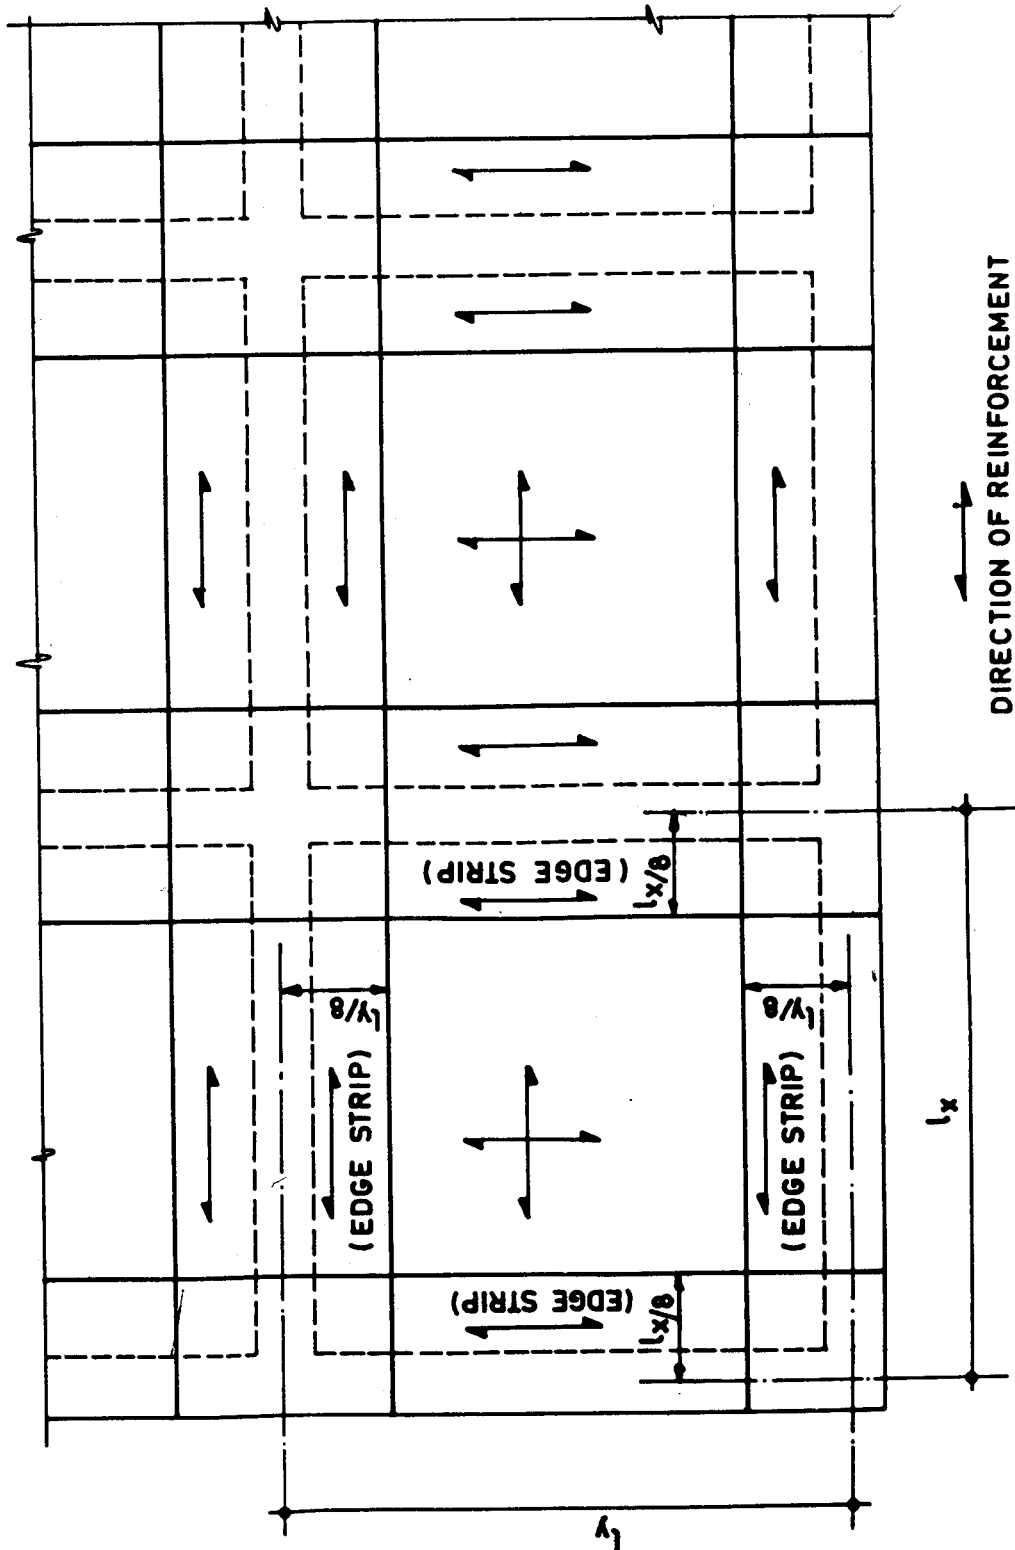 (EDGE STRIP)
lx/8
ly/8
(EDGE STRIP)
ly/8
(EDGE STRIP)
(EDGE STRIP)
lx/8
lx
ly
DIRECTION OF REINFORCEMENT